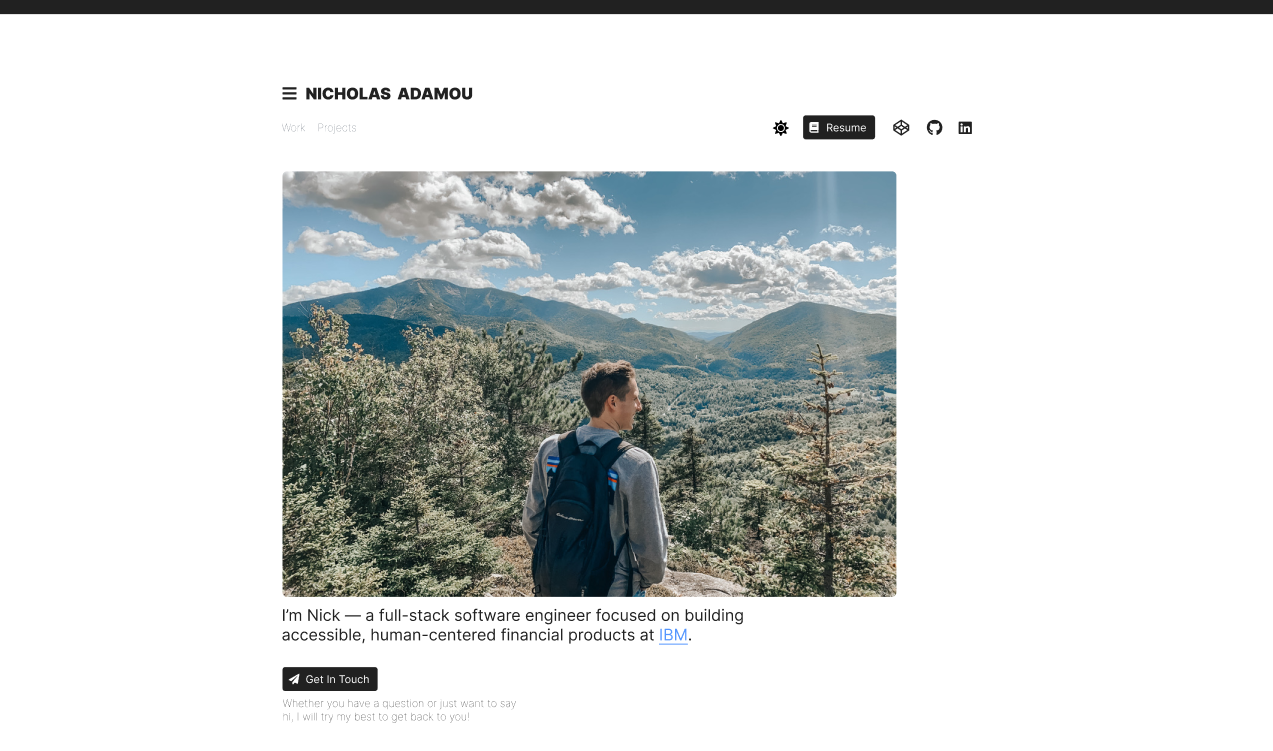 NICHOLAS ADAMOU
Work Projects
Resume
I'm Nick — a full-stack software engineer focused on building
accessible, human-centered financial products at IBM.
Get In Touch
Whether you have a question or just want to say
hi, I will try my best to get back to you!